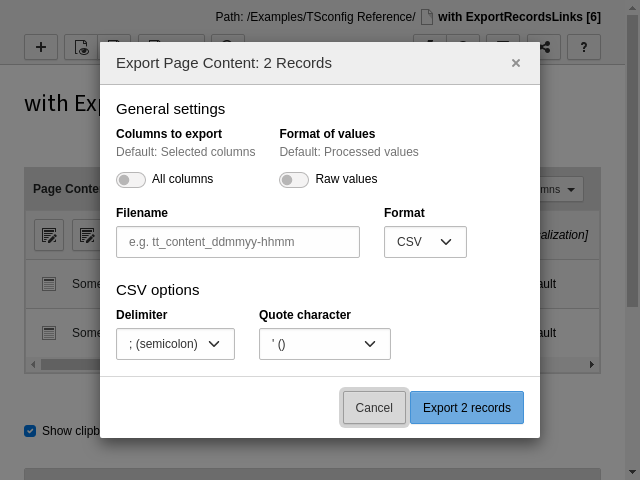 Path: /Examples/TSconfig Reference/ with ExportRecordsLinks [6]
Export Page Content: 2 Records
×
with Exp
General settings
Columns to export Format of values
Default: Selected columns Default: Processed values
All columns Raw values
Page Conte
mns
Filename Format
e.g. tt_content_ddmmyy-hhmm CSV
alization]
Some
ault
CSV options
Delimiter Quote character
; (semicolon) ' ()
Some
ault
Cancel Export 2 records
Show clipb